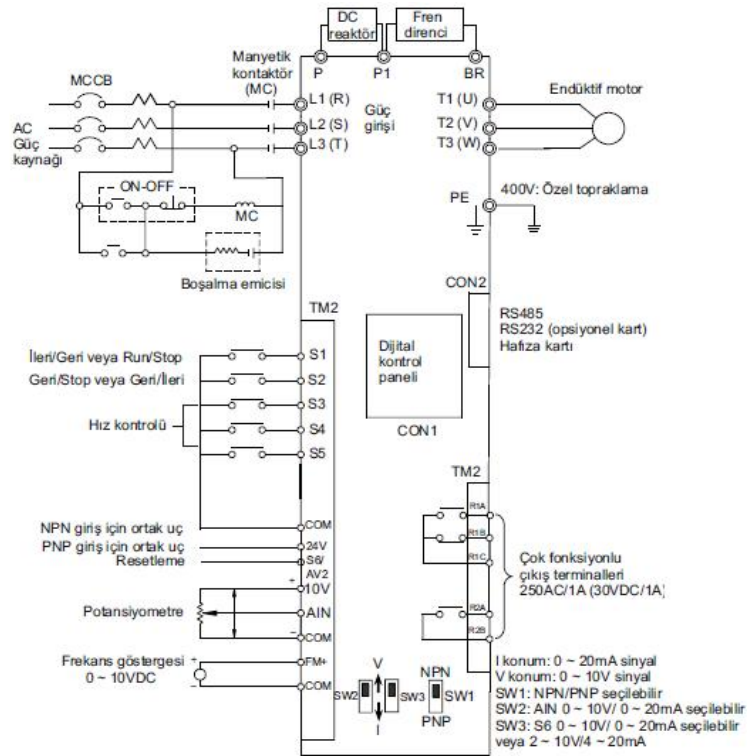 DC
reaktör
Fren
direnci
P
P1
BR
Manyetik
kontaktör
(MC)
MCCB
L1 (R)
L2 (S)
L3 (T)
Güç
girişi
T1 (U)
T2 (V)
T3 (W)
Endüktif motor
AC
Güç
kaynağı
ON-OFF
MC
Boşalma emicisi
PE
400V: Özel topraklama
CON2
RS485
RS232 (opsiyonel kart)
Hafıza kartı
Dijital
kontrol
paneli
CON1
TM2
İleri/Geri veya Run/Stop
S1
Geri/Stop veya Geri/İleri
S2
S3
Hız kontrolü
S4
S5
NPN giriş için ortak uç
COM
PNP giriş için ortak uç
24V
Resetleme
S6/
AV2
+
10V
Potansiyometre
AIN
−
COM
Frekans göstergesi
0 ~ 10VDC
+
FM+
−
COM
TM2
R1A
R1B
R1C
R2A
R2B
Çok fonksiyonlu
çıkış terminalleri
250AC/1A (30VDC/1A)
V
SW2
SW3
I
NPN
SW1
PNP
I konum: 0 ~ 20mA sinyal
V konum: 0 ~ 10V sinyal
SW1: NPN/PNP seçilebilir
SW2: AIN 0 ~ 10V/ 0 ~ 20mA seçilebilir
SW3: S6 0 ~ 10V/ 0 ~ 20mA seçilebilir
veya 2 ~ 10V/4 ~ 20mA